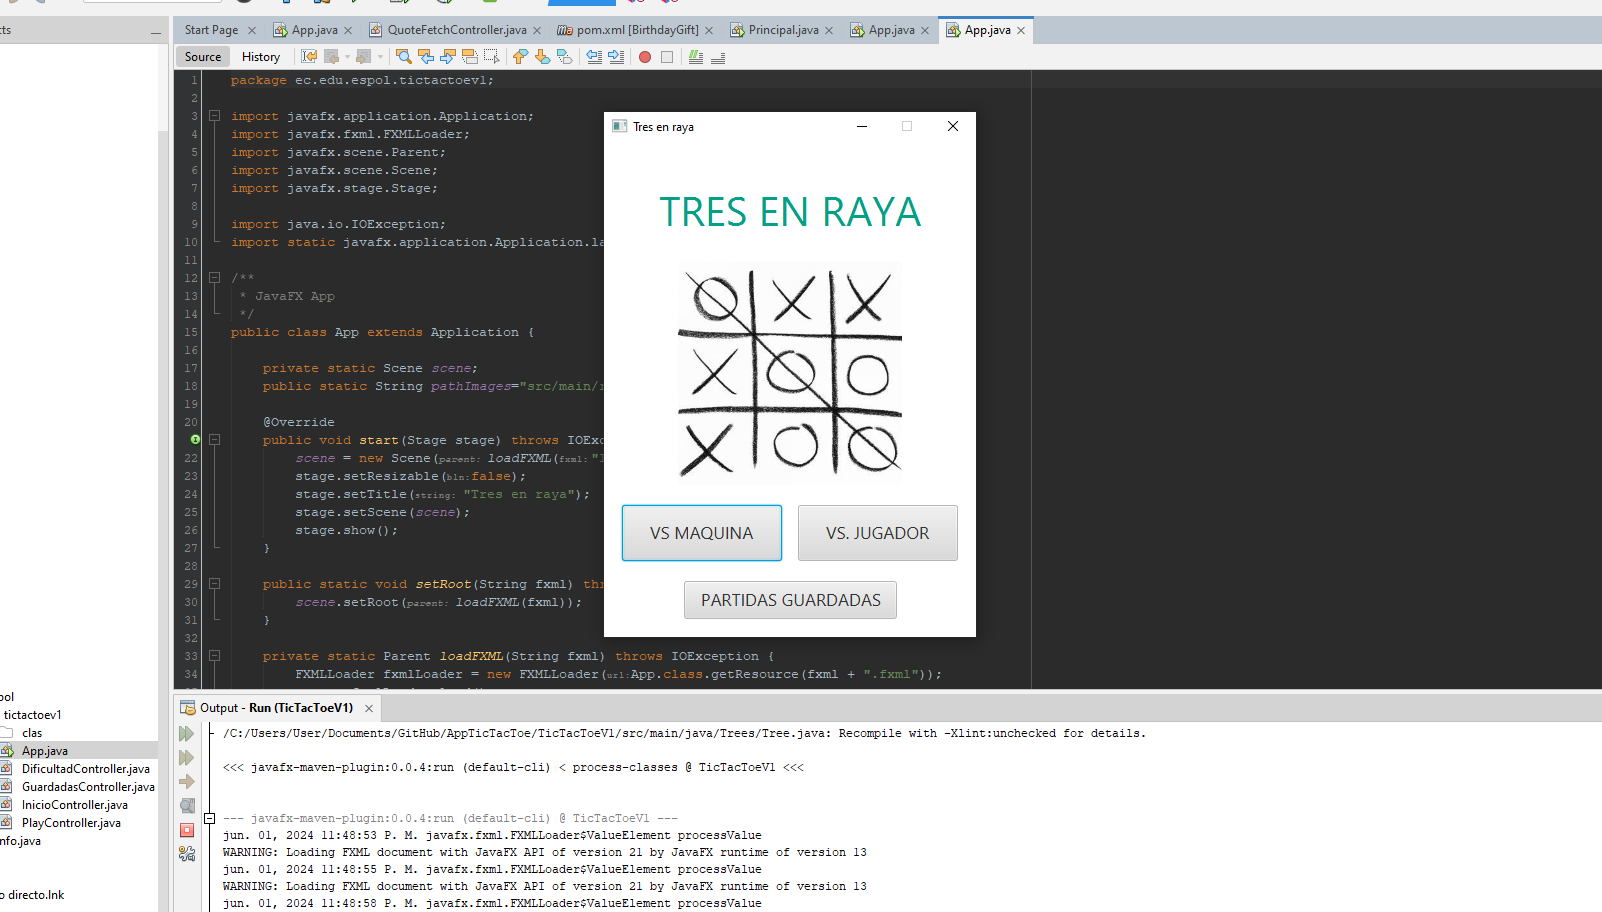 cts
Start Page
App.java
QuoteFetchController.java
pom.xml [BirthdayGift]
Principal.java
App.java
App.java
Source
History
1 package ec.edu.espol.tictactoev1;
2
3 import javafx.application.Application;
4 import javafx.fxml.FXMLLoader;
5 import javafx.scene.Parent;
6 import javafx.scene.Scene;
7 import javafx.stage.Stage;
8
9 import java.io.IOException;
10 import static javafx.application.Application.la
11
12 /**
13 * JavaFX App
14 */
15 public class App extends Application {
16
17 private static Scene scene;
18 public static String pathImages="src/main/r
19
20 @Override
public void start(Stage stage) throws IOExc
22 scene = new Scene(parent: loadFXML(fxml: "I
23 stage.setResizable(bln: false);
24 stage.setTitle(string: "Tres en raya");
25 stage.setScene(scene);
26 stage.show();
27 }
28
29 public static void setRoot(String fxml) thr
30 scene.setRoot(parent: loadFXML(fxml));
31 }
32
33 private static Parent loadFXML(String fxml) throws IOException {
34 FXMLLoader fxmlLoader = new FXMLLoader(url: App.class.getResource(fxml + ".fxml"));
Tres en raya
TRES EN RAYA
VS MAQUINA
VS. JUGADOR
PARTIDAS GUARDADAS
pol
tictactoev1
clas
App.java
DificultadController.java
GuardadasController.java
InicioController.java
PlayController.java
nfo.java
o directo.lnk
Output - Run (TicTacToeV1)
/C:/Users/User/Documents/GitHub/AppTicTacToe/TicTacToeV1/src/main/java/Trees/Tree.java: Recompile with -Xlint:unchecked for details.
<<< javafx-maven-plugin:0.0.4:run (default-cli) < process-classes @ TicTacToeV1 <<<
--- javafx-maven-plugin:0.0.4:run (default-cli) @ TicTacToeV1 ---
jun. 01, 2024 11:48:53 P. M. javafx.fxml.FXMLLoader$ValueElement processValue
WARNING: Loading FXML document with JavaFX API of version 21 by JavaFX runtime of version 13
jun. 01, 2024 11:48:55 P. M. javafx.fxml.FXMLLoader$ValueElement processValue
WARNING: Loading FXML document with JavaFX API of version 21 by JavaFX runtime of version 13
jun. 01, 2024 11:48:58 P. M. javafx.fxml.FXMLLoader$ValueElement processValue